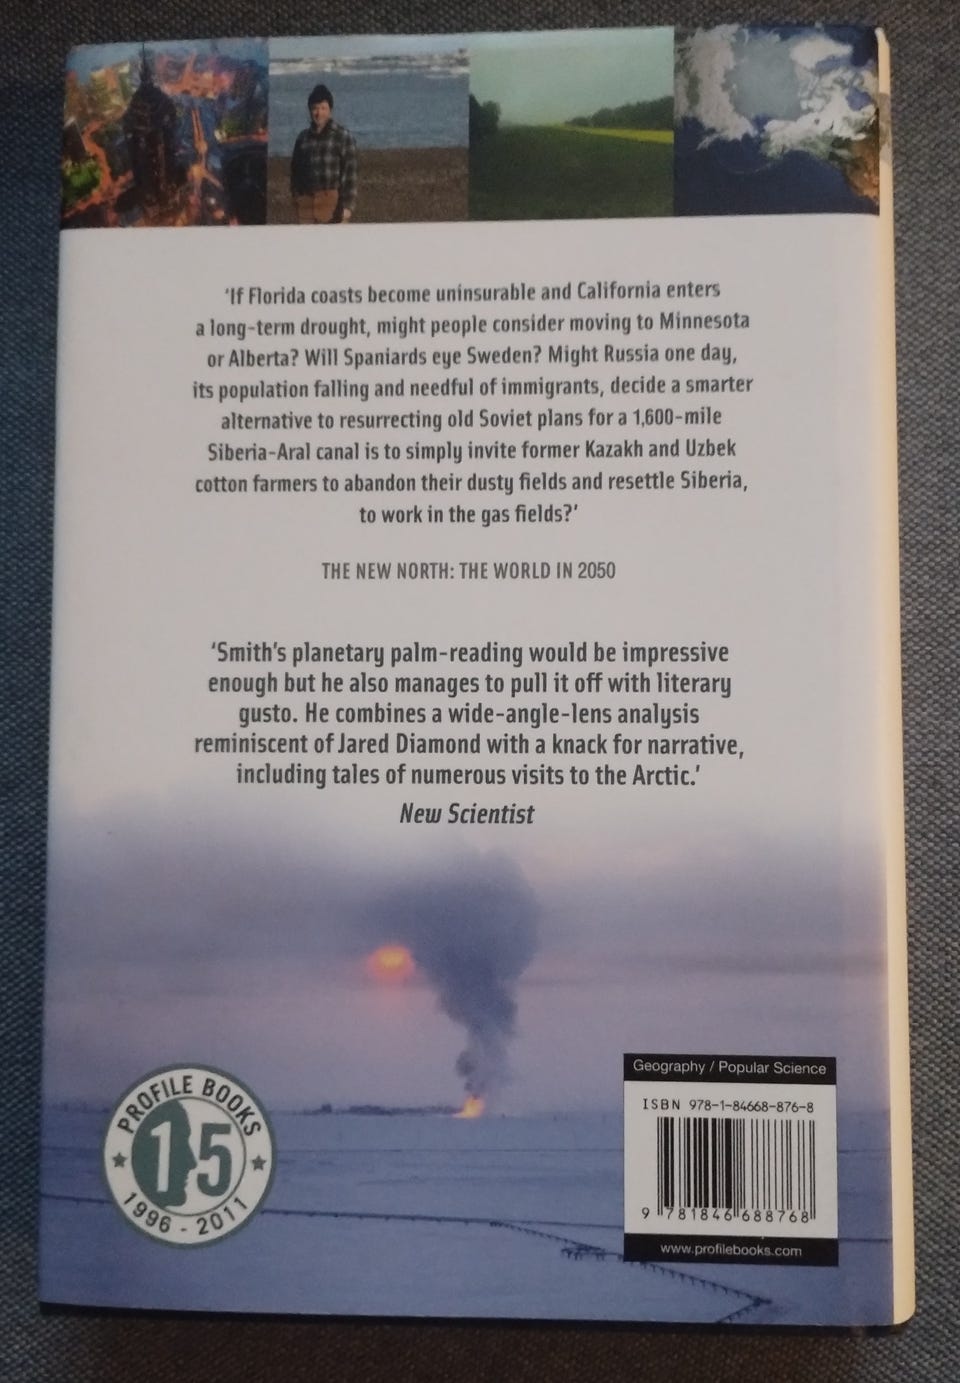 ‘If Florida coasts become uninsurable and California enters
a long-term drought, might people consider moving to Minnesota
or Alberta? Will Spaniards eye Sweden? Might Russia one day,
its population falling and needful of immigrants, decide a smarter
alternative to resurrecting old Soviet plans for a 1,600-mile
Siberia-Aral canal is to simply invite former Kazakh and Uzbek
cotton farmers to abandon their dusty fields and resettle Siberia,
to work in the gas fields?’
THE NEW NORTH: THE WORLD IN 2050
‘Smith’s planetary palm-reading would be impressive
enough but he also manages to pull it off with literary
gusto. He combines a wide-angle-lens analysis
reminiscent of Jared Diamond with a knack for narrative,
including tales of numerous visits to the Arctic.’
New Scientist
PROFILE BOOKS
15
1996 - 2011
Geography / Popular Science
ISBN 978-1-84668-876-8
9 781846 688768
www.profilebooks.com